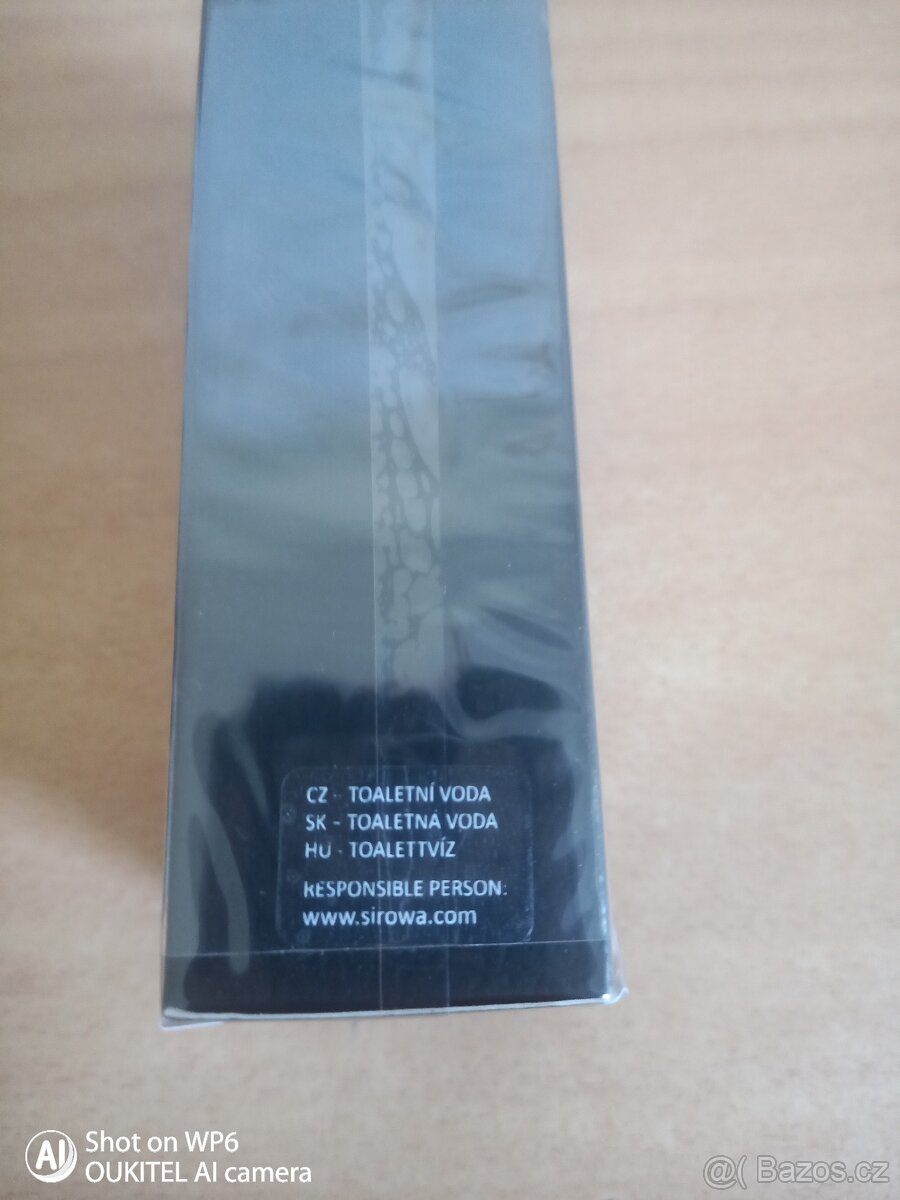 CZ - TOALETNÍ VODA
SK - TOALETNÁ VODA
HU - TOALETTVÍZ
RESPONSIBLE PERSON:
www.sirowa.com
AI Shot on WP6
OUKITEL AI camera
@( Bazos.cz